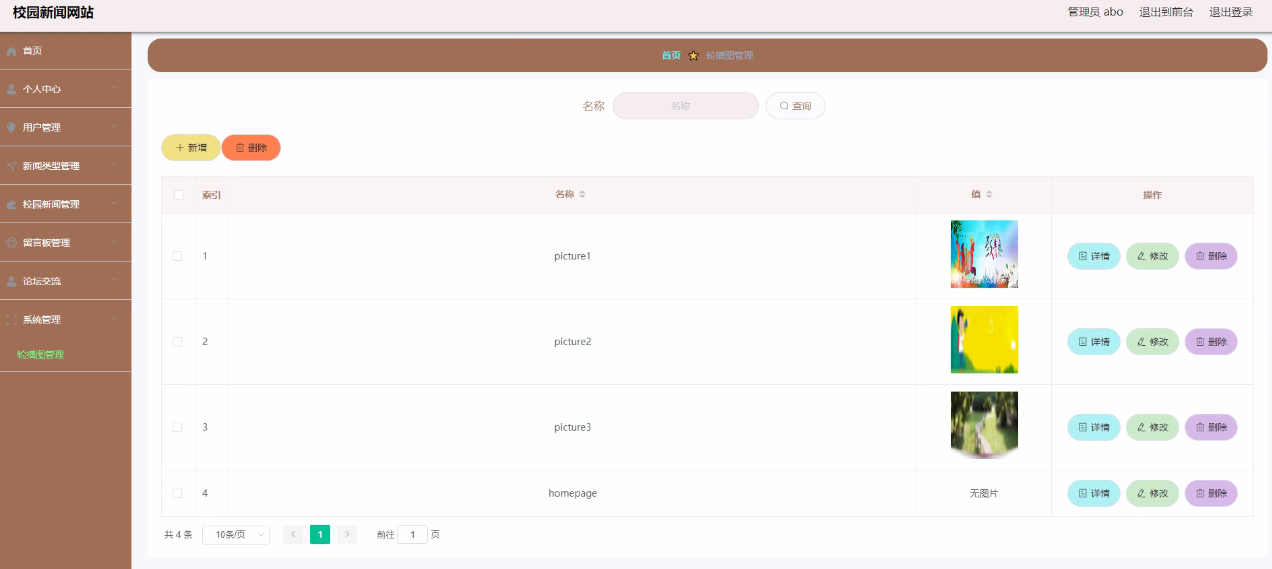 校园新闻网站
管理员 abo 退出到前台 退出登录
首页
个人中心
用户管理
新闻类型管理
校园新闻管理
留言板管理
论坛交流
系统管理
轮播图管理
首页 轮播图管理
名称 名称 查询
新增 删除
索引 名称 值 操作
1 picture1 详情 修改 删除
2 picture2 详情 修改 删除
3 picture3 详情 修改 删除
4 homepage 无图片 详情 修改 删除
共 4 条 10条/页 1 前往 1 页